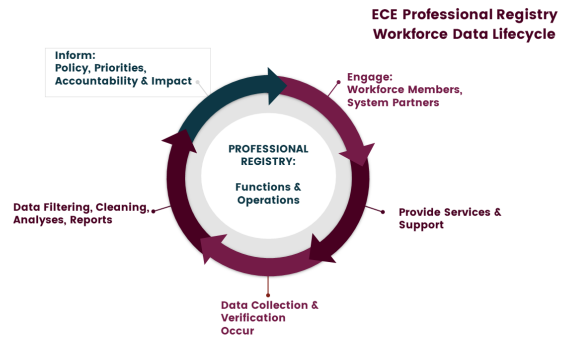 ECE Professional Registry
Workforce Data Lifecycle
Inform:
Policy, Priorities,
Accountability & Impact
Engage:
Workforce Members,
System Partners
PROFESSIONAL
REGISTRY:
Functions &
Operations
Data Filtering, Cleaning,
Analyses, Reports
Provide Services &
Support
Data Collection &
Verification
Occur